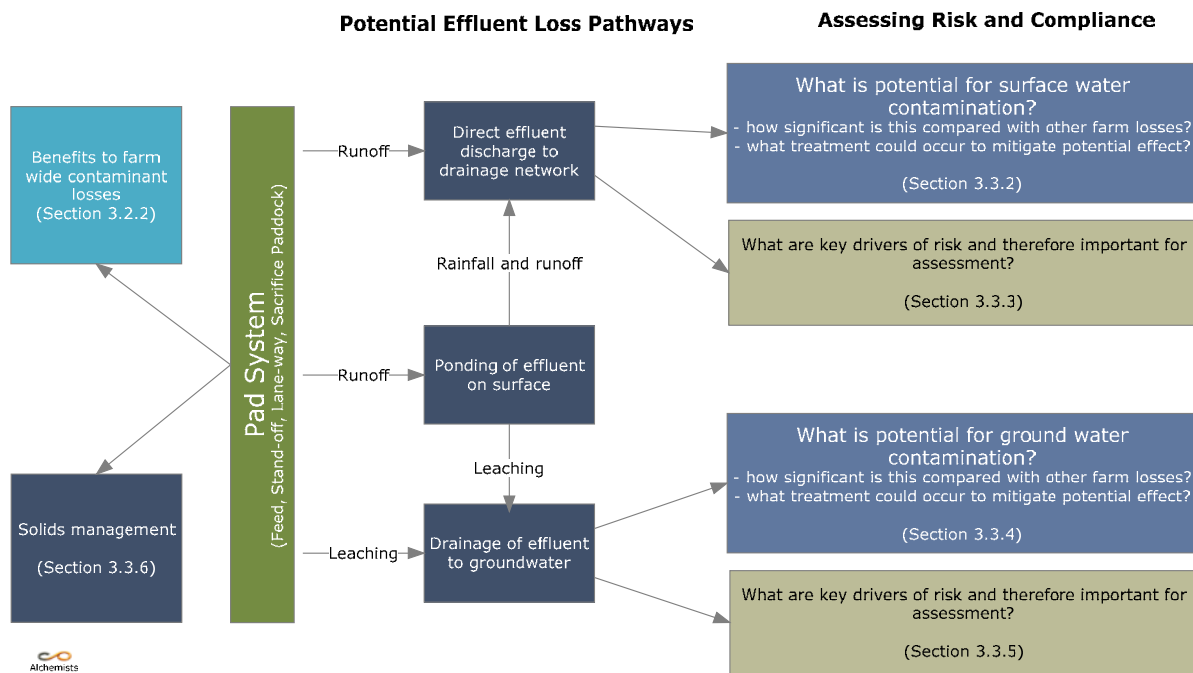 Potential Effluent Loss Pathways
Assessing Risk and Compliance
Benefits to farm
wide contaminant
losses
(Section 3.2.2)
Solids management
(Section 3.3.6)
Pad System
(Feed, Stand-off, Lane-way, Sacrifice Paddock)
Runoff
Direct effluent
discharge to
drainage network
Rainfall and runoff
Runoff
Ponding of effluent
on surface
Leaching
Leaching
Drainage of effluent
to groundwater
What is potential for surface water
contamination?
- how significant is this compared with other farm losses?
- what treatment could occur to mitigate potential effect?
(Section 3.3.2)
What are key drivers of risk and therefore important for
assessment?
(Section 3.3.3)
What is potential for ground water
contamination?
- how significant is this compared with other farm losses?
- what treatment could occur to mitigate potential effect?
(Section 3.3.4)
What are key drivers of risk and therefore important for
assessment?
(Section 3.3.5)
Alchemists